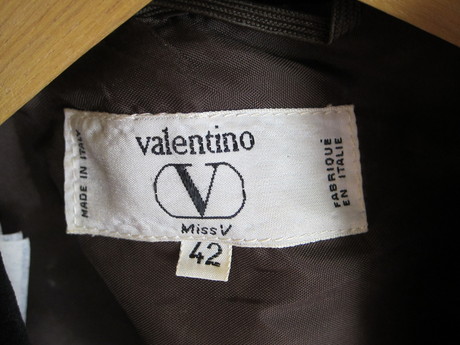 valentino
MADE IN ITALY
V
FABRIQUÉ
EN ITALIE
Miss V
42